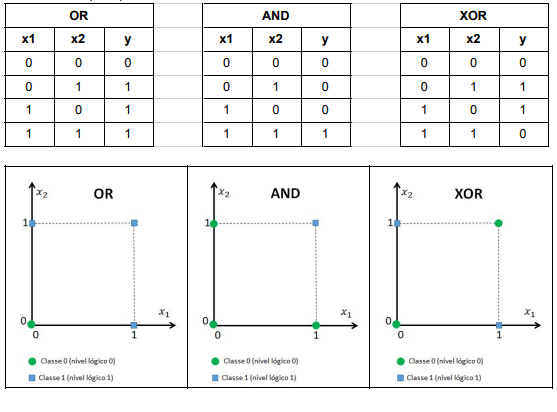 OR AND XOR
x1 x2 y x1 x2 y x1 x2 y
0 0 0 0 0 0 0 0 0
0 1 1 0 1 0 0 1 1
1 0 1 1 0 0 1 0 1
1 1 1 1 1 1 1 1 0
x₂ OR
1
x₁
0
0 1
Classe 0 (nível lógico 0)
Classe 1 (nível lógico 1)
x₂ AND
1
x₁
0
0 1
Classe 0 (nível lógico 0)
Classe 1 (nível lógico 1)
x₂ XOR
1
x₁
0
0 1
Classe 0 (nível lógico 0)
Classe 1 (nível lógico 1)